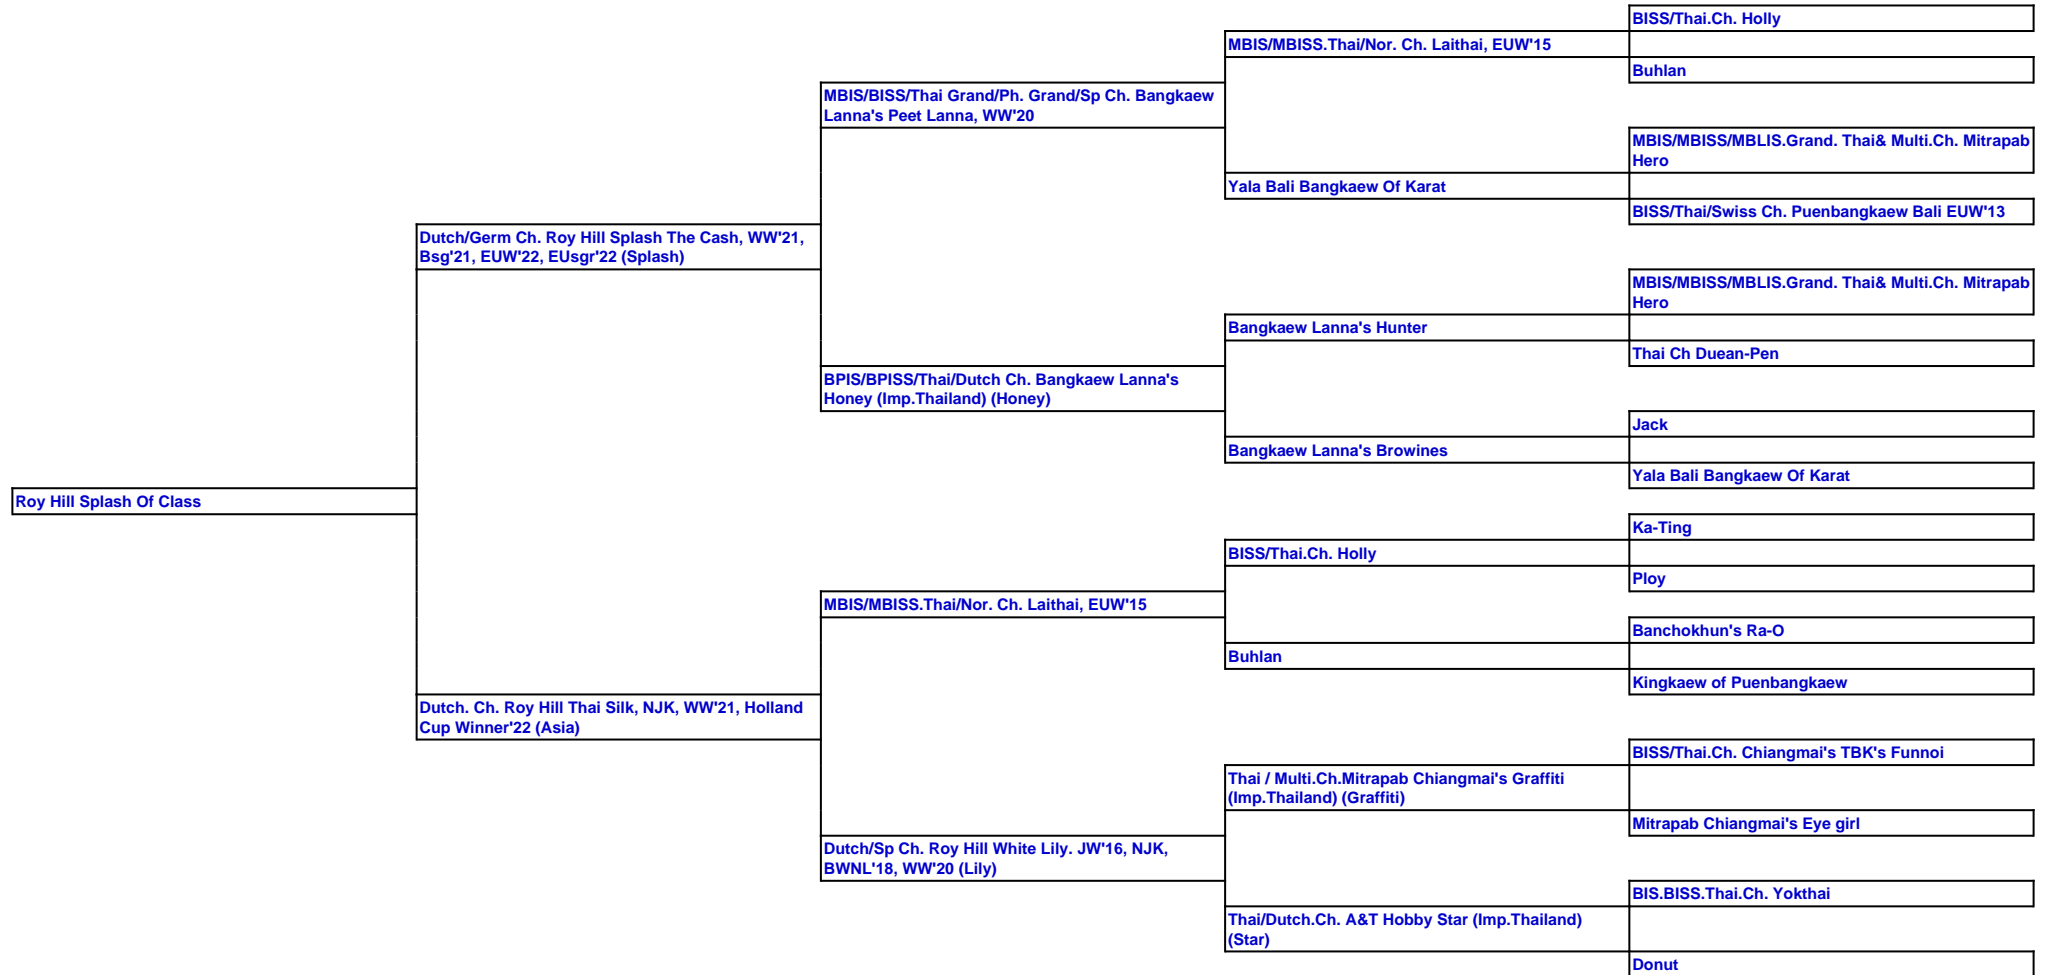 BISS/Thai.Ch. Holly
MBIS/MBISS.Thai/Nor. Ch. Laithai, EUW'15
Buhlan
MBIS/BISS/Thai Grand/Ph. Grand/Sp Ch. Bangkaew
Lanna's Peet Lanna, WW'20
MBIS/MBISS/MBLIS.Grand. Thai& Multi.Ch. Mitrapab
Hero
Yala Bali Bangkaew Of Karat
BISS/Thai/Swiss Ch. Puenbangkaew Bali EUW'13
Dutch/Germ Ch. Roy Hill Splash The Cash, WW'21,
Bsg'21, EUW'22, EUsgr'22 (Splash)
MBIS/MBISS/MBLIS.Grand. Thai& Multi.Ch. Mitrapab
Hero
Bangkaew Lanna's Hunter
Thai Ch Duean-Pen
BPIS/BPISS/Thai/Dutch Ch. Bangkaew Lanna's
Honey (Imp.Thailand) (Honey)
Jack
Bangkaew Lanna's Browines
Yala Bali Bangkaew Of Karat
Roy Hill Splash Of Class
Ka-Ting
BISS/Thai.Ch. Holly
Ploy
MBIS/MBISS.Thai/Nor. Ch. Laithai, EUW'15
Banchokhun's Ra-O
Buhlan
Kingkaew of Puenbangkaew
Dutch. Ch. Roy Hill Thai Silk, NJK, WW'21, Holland
Cup Winner'22 (Asia)
BISS/Thai.Ch. Chiangmai's TBK's Funnoi
Thai / Multi.Ch.Mitrapab Chiangmai's Graffiti
(Imp.Thailand) (Graffiti)
Mitrapab Chiangmai's Eye girl
Dutch/Sp Ch. Roy Hill White Lily. JW'16, NJK,
BWNL'18, WW'20 (Lily)
BIS.BISS.Thai.Ch. Yokthai
Thai/Dutch.Ch. A&T Hobby Star (Imp.Thailand)
(Star)
Donut